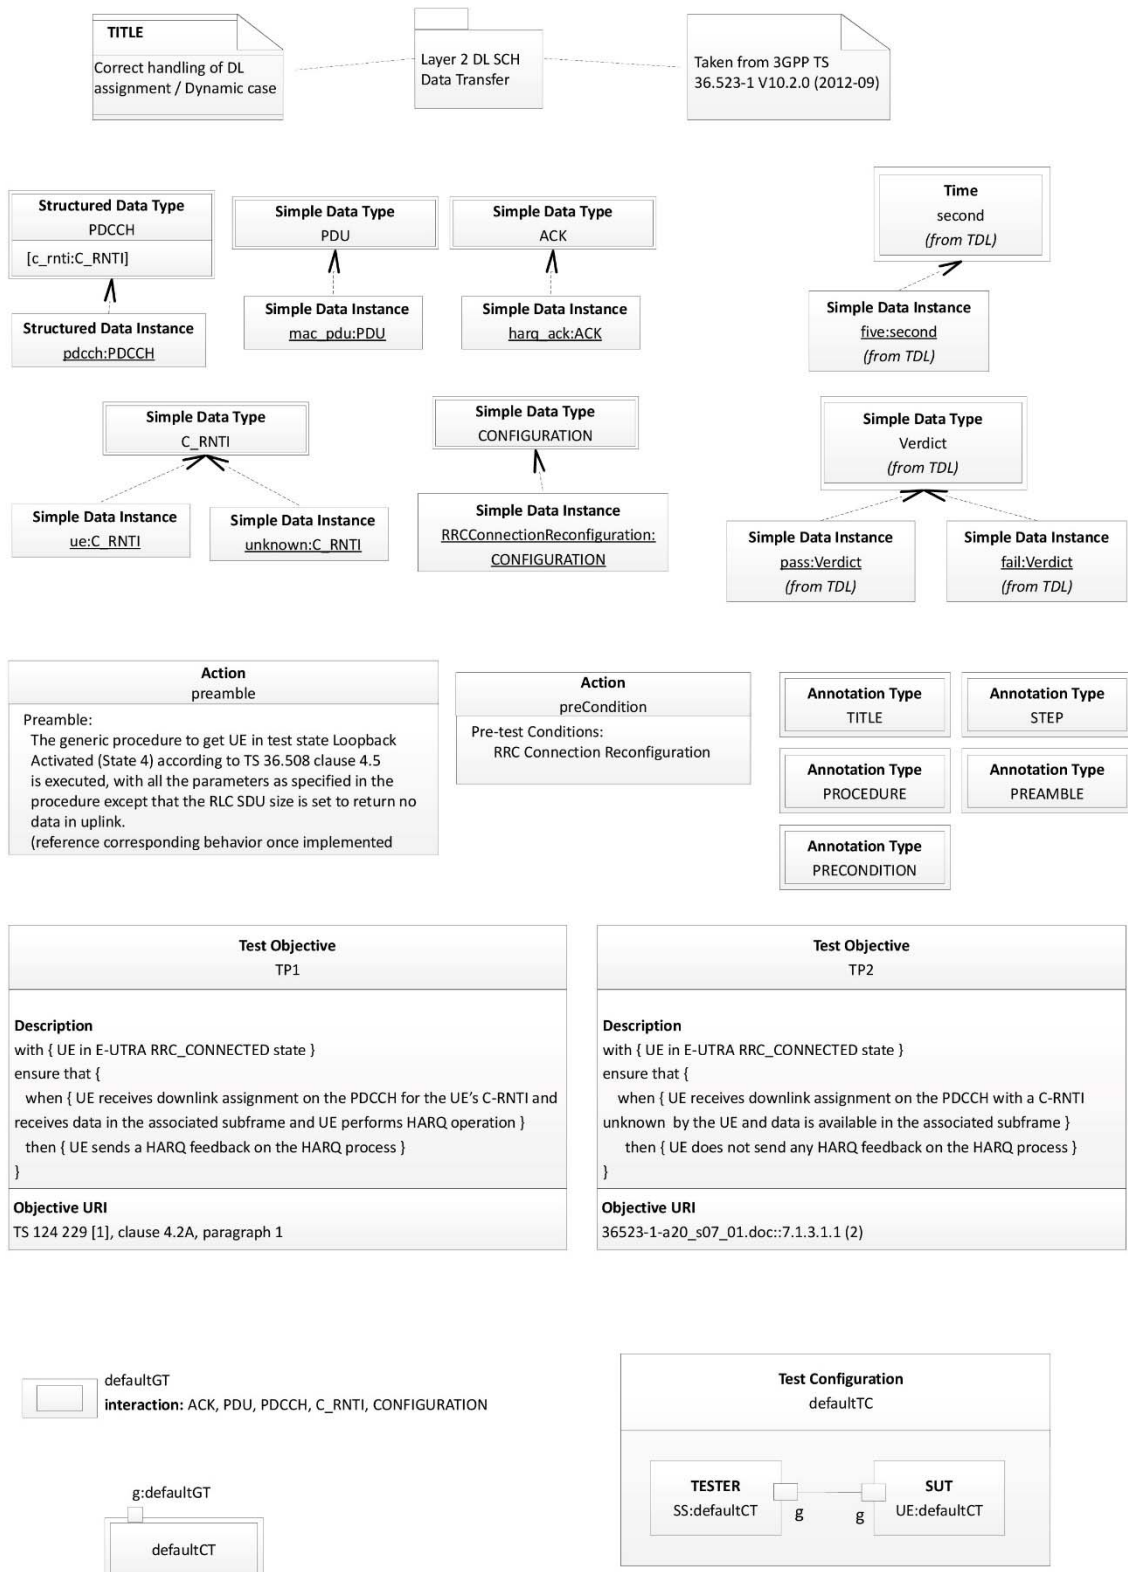 TITLE
Correct handling of DL
assignment / Dynamic case
Layer 2 DL SCH
Data Transfer
Taken from 3GPP TS
36.523-1 V10.2.0 (2012-09)
Structured Data Type
PDCCH
[c_rnti:C_RNTI]
Structured Data Instance
pdcch:PDCCH
Simple Data Type
PDU
Simple Data Instance
mac_pdu:PDU
Simple Data Type
ACK
Simple Data Instance
harq_ack:ACK
Time
second
(from TDL)
Simple Data Instance
five:second
(from TDL)
Simple Data Type
C_RNTI
Simple Data Instance
ue:C_RNTI
Simple Data Instance
unknown:C_RNTI
Simple Data Type
CONFIGURATION
Simple Data Instance
RRCConnectionReconfiguration:
CONFIGURATION
Simple Data Type
Verdict
(from TDL)
Simple Data Instance
pass:Verdict
(from TDL)
Simple Data Instance
fail:Verdict
(from TDL)
Action
preamble
Preamble:
The generic procedure to get UE in test state Loopback
Activated (State 4) according to TS 36.508 clause 4.5
is executed, with all the parameters as specified in the
procedure except that the RLC SDU size is set to return no
data in uplink.
(reference corresponding behavior once implemented
Action
preCondition
Pre-test Conditions:
RRC Connection Reconfiguration
Annotation Type
TITLE
Annotation Type
STEP
Annotation Type
PROCEDURE
Annotation Type
PREAMBLE
Annotation Type
PRECONDITION
Test Objective
TP1
Description
with { UE in E-UTRA RRC_CONNECTED state }
ensure that {
when { UE receives downlink assignment on the PDCCH for the UE’s C-RNTI and
receives data in the associated subframe and UE performs HARQ operation }
then { UE sends a HARQ feedback on the HARQ process }
}
Objective URI
TS 124 229 [1], clause 4.2A, paragraph 1
Test Objective
TP2
Description
with { UE in E-UTRA RRC_CONNECTED state }
ensure that {
when { UE receives downlink assignment on the PDCCH with a C-RNTI
unknown by the UE and data is available in the associated subframe }
then { UE does not send any HARQ feedback on the HARQ process }
}
Objective URI
36523-1-a20_s07_01.doc::7.1.3.1.1 (2)
defaultGT
interaction: ACK, PDU, PDCCH, C_RNTI, CONFIGURATION
g:defaultGT
defaultCT
Test Configuration
defaultTC
TESTER
SS:defaultCT
g
g
SUT
UE:defaultCT